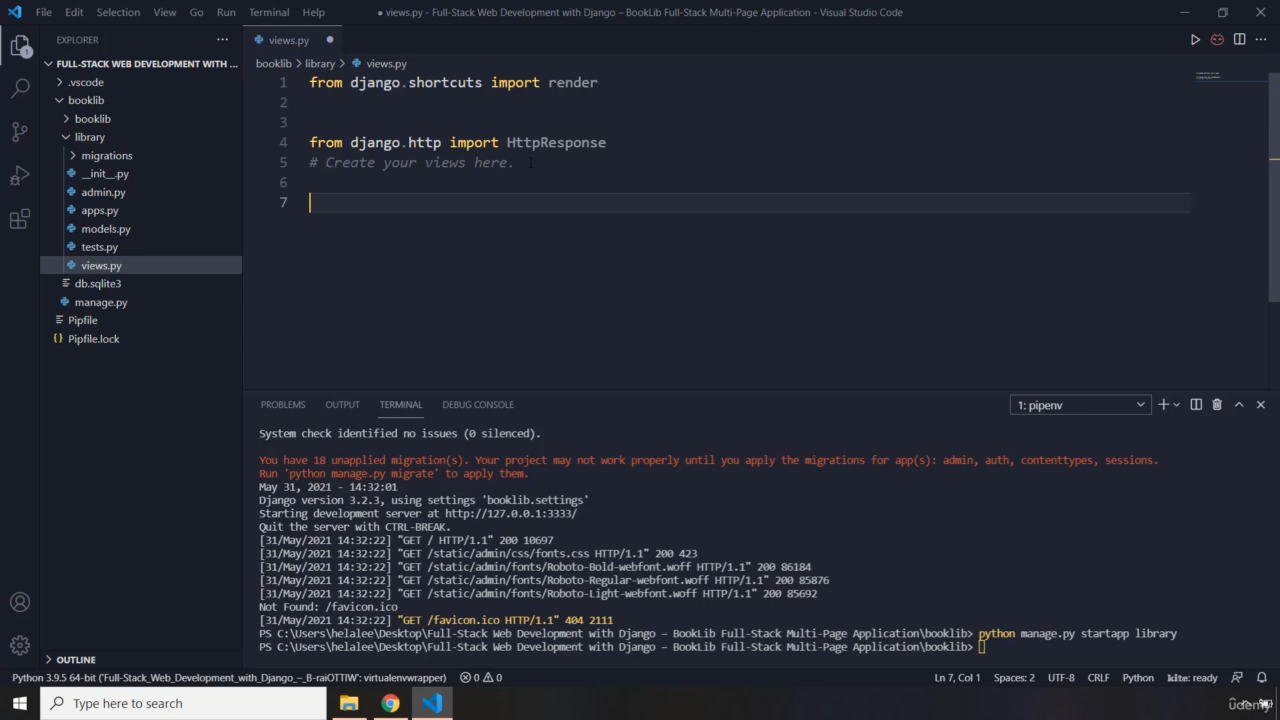 File Edit Selection View Go Run Terminal Help
● views.py - Full-Stack Web Development with Django – BookLib Full-Stack Multi-Page Application - Visual Studio Code
EXPLORER
FULL-STACK WEB DEVELOPMENT WITH ...
.vscode
booklib
booklib
library
migrations
__init__.py
admin.py
apps.py
models.py
tests.py
views.py
db.sqlite3
manage.py
Pipfile
Pipfile.lock
OUTLINE
1
views.py
booklib > library > views.py
1 from django.shortcuts import render
2
3
4 from django.http import HttpResponse
5 # Create your views here.
6
7
PROBLEMS OUTPUT TERMINAL DEBUG CONSOLE
1: pipenv
System check identified no issues (0 silenced).
You have 18 unapplied migration(s). Your project may not work properly until you apply the migrations for app(s): admin, auth, contenttypes, sessions.
Run 'python manage.py migrate' to apply them.
May 31, 2021 - 14:32:01
Django version 3.2.3, using settings 'booklib.settings'
Starting development server at http://127.0.0.1:3333/
Quit the server with CTRL-BREAK.
[31/May/2021 14:32:22] "GET / HTTP/1.1" 200 10697
[31/May/2021 14:32:22] "GET /static/admin/css/fonts.css HTTP/1.1" 200 423
[31/May/2021 14:32:22] "GET /static/admin/fonts/Roboto-Bold-webfont.woff HTTP/1.1" 200 86184
[31/May/2021 14:32:22] "GET /static/admin/fonts/Roboto-Regular-webfont.woff HTTP/1.1" 200 85876
[31/May/2021 14:32:22] "GET /static/admin/fonts/Roboto-Light-webfont.woff HTTP/1.1" 200 85692
Not Found: /favicon.ico
[31/May/2021 14:32:22] "GET /favicon.ico HTTP/1.1" 404 2111
PS C:\Users\helalee\Desktop\Full-Stack Web Development with Django – BookLib Full-Stack Multi-Page Application\booklib> python manage.py startapp library
PS C:\Users\helalee\Desktop\Full-Stack Web Development with Django – BookLib Full-Stack Multi-Page Application\booklib>
Python 3.9.5 64-bit ('Full-Stack_Web_Development_with_Django_–_B-raiOTTlW': virtualenvwrapper) 0 0
Ln 7, Col 1 Spaces: 2 UTF-8 CRLF Python kite: ready
Type here to search
udemy